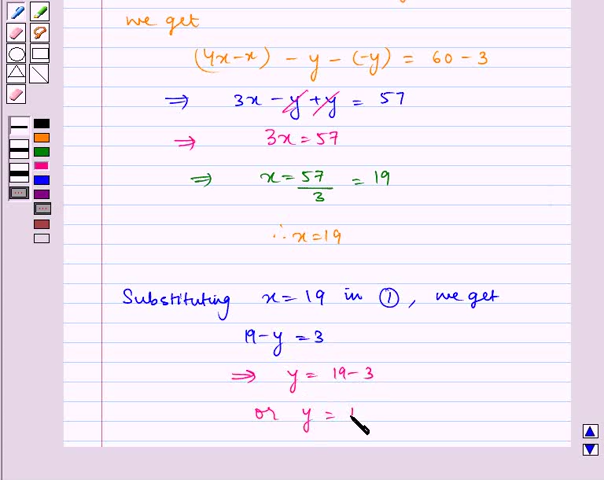 we get
(4x-x) - y - (-y) = 60 - 3
⇒ 3x - y + y = 57
⇒ 3x = 57
⇒ x = 57/3 = 19
∴ x = 19
Substituting x = 19 in ①, we get
19 - y = 3
⇒ y = 19 - 3
or y = 1